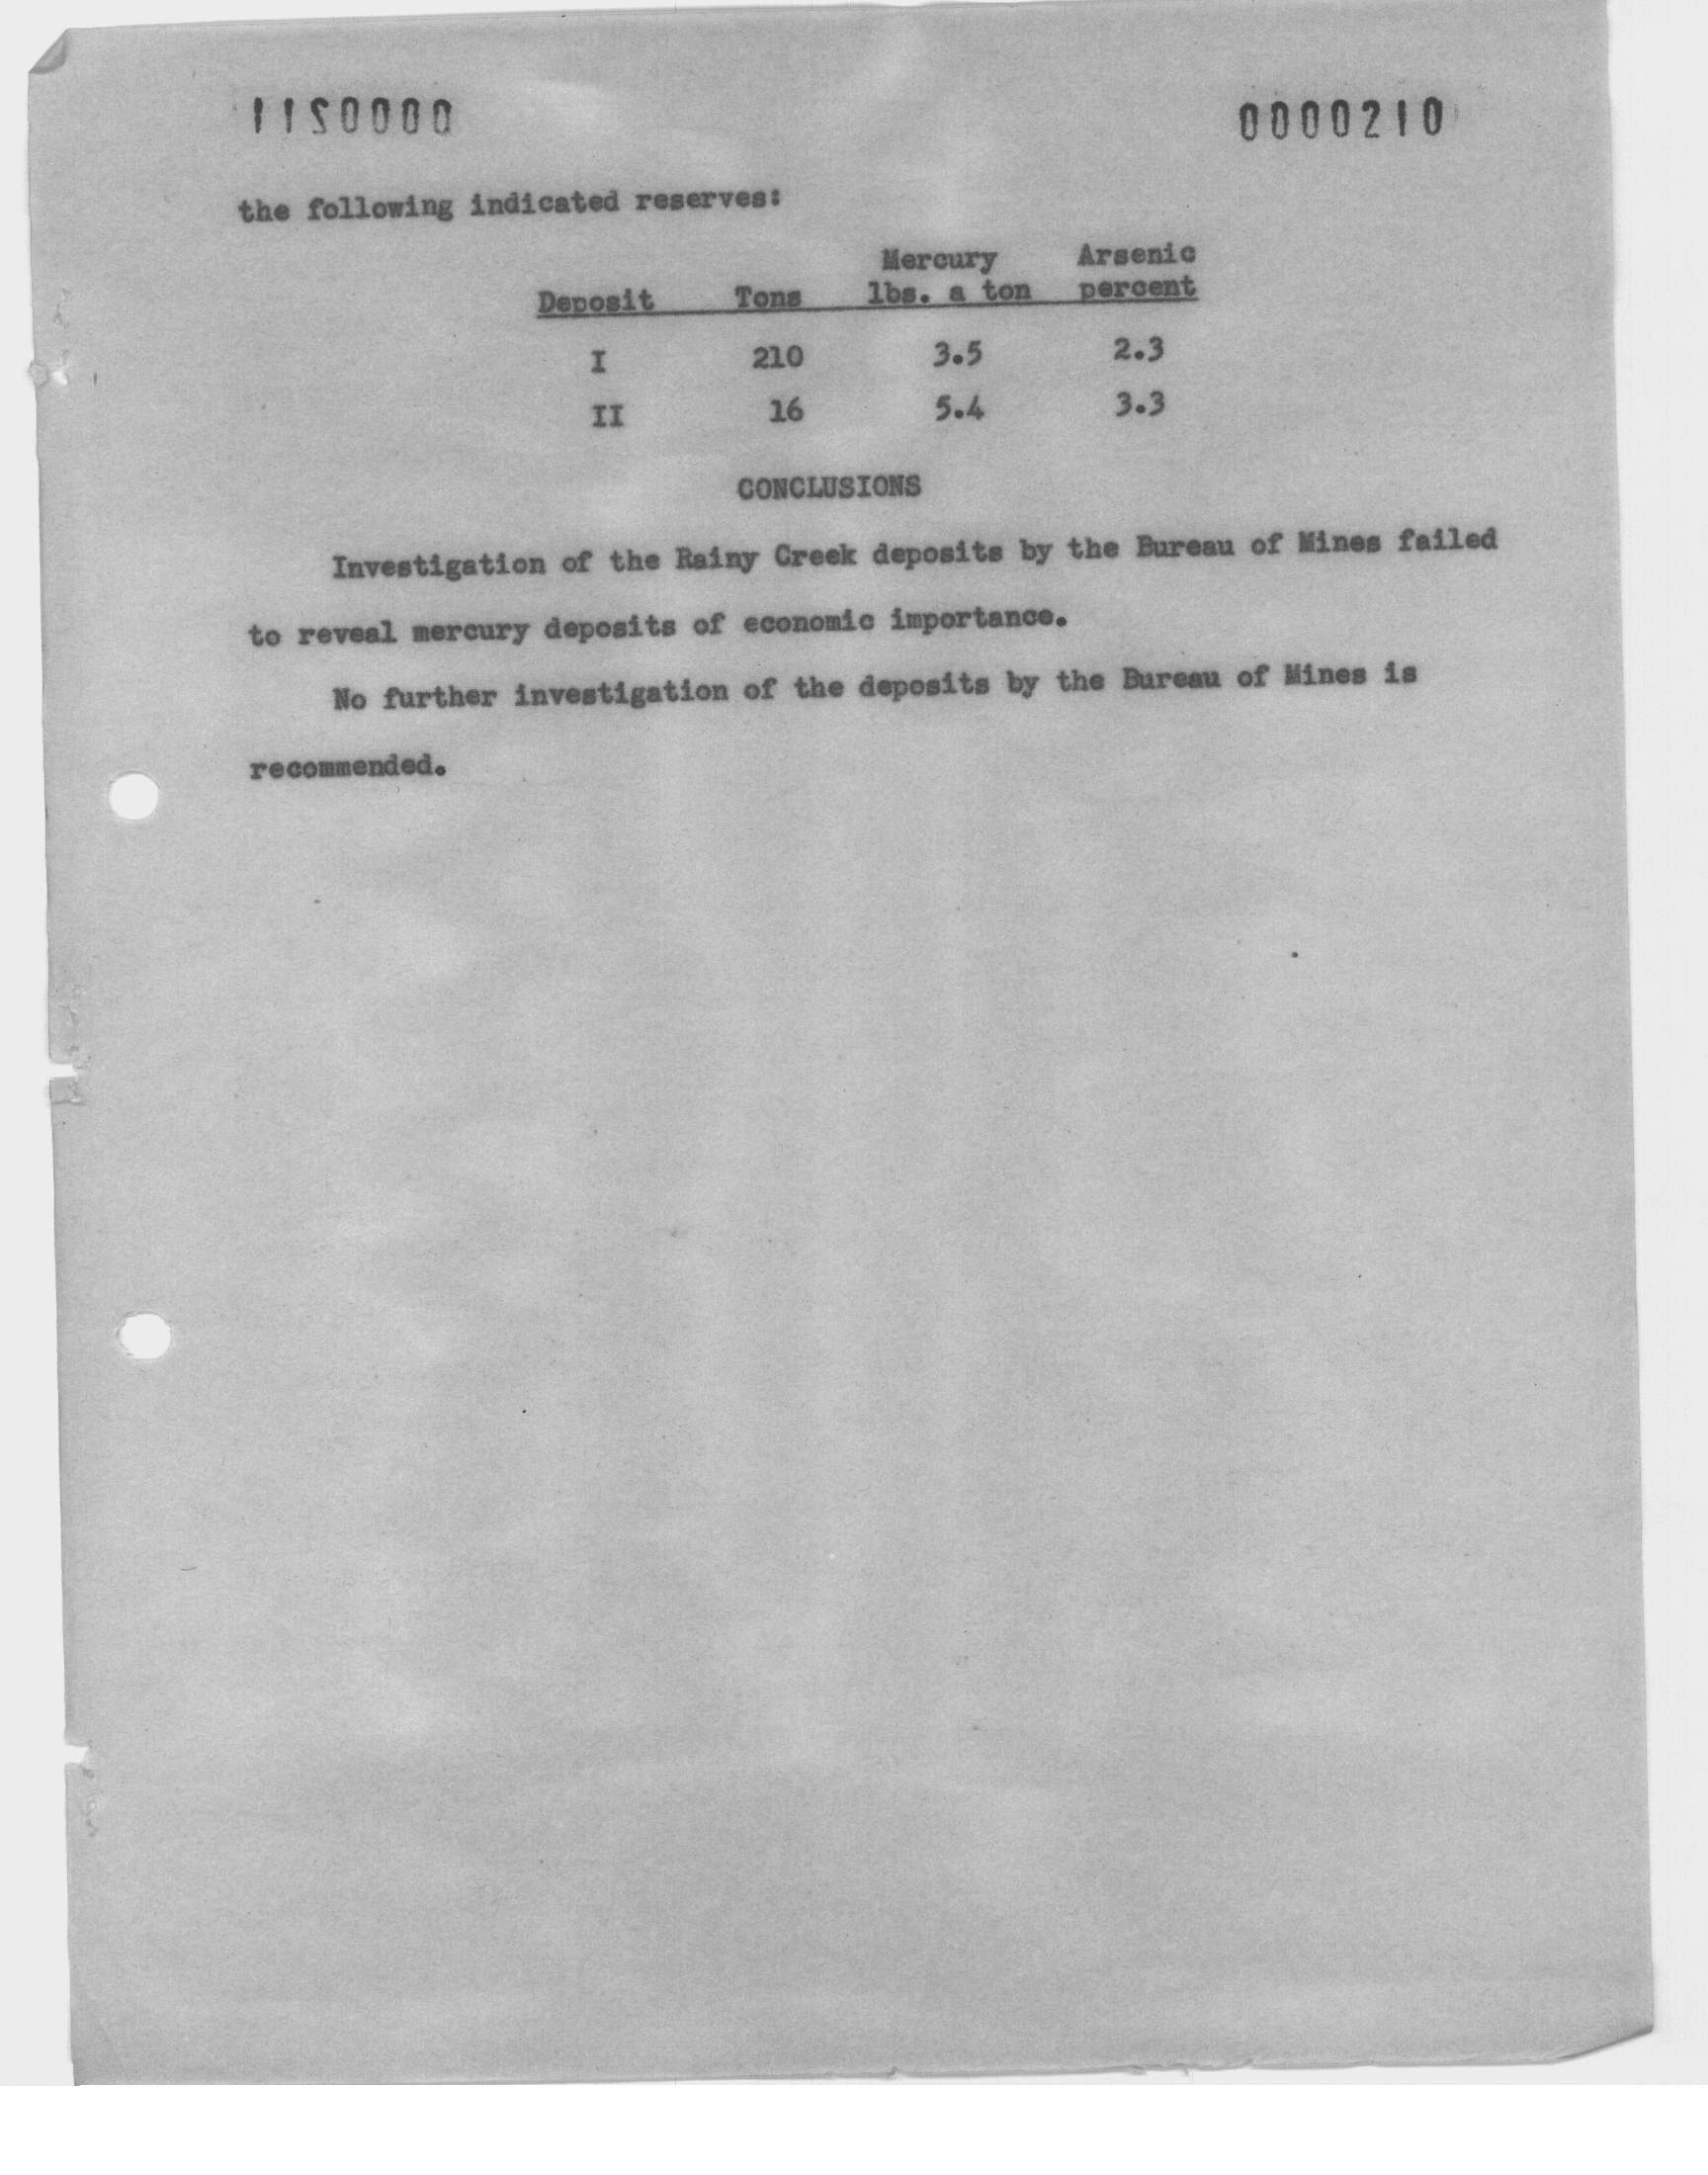 0000211 0000210
the following indicated reserves:
Mercury Arsenic
Deposit Tons lbs. a ton percent
I 210 3.5 2.3
II 16 5.4 3.3
CONCLUSIONS
Investigation of the Rainy Creek deposits by the Bureau of Mines failed
to reveal mercury deposits of economic importance.
No further investigation of the deposits by the Bureau of Mines is
recommended.